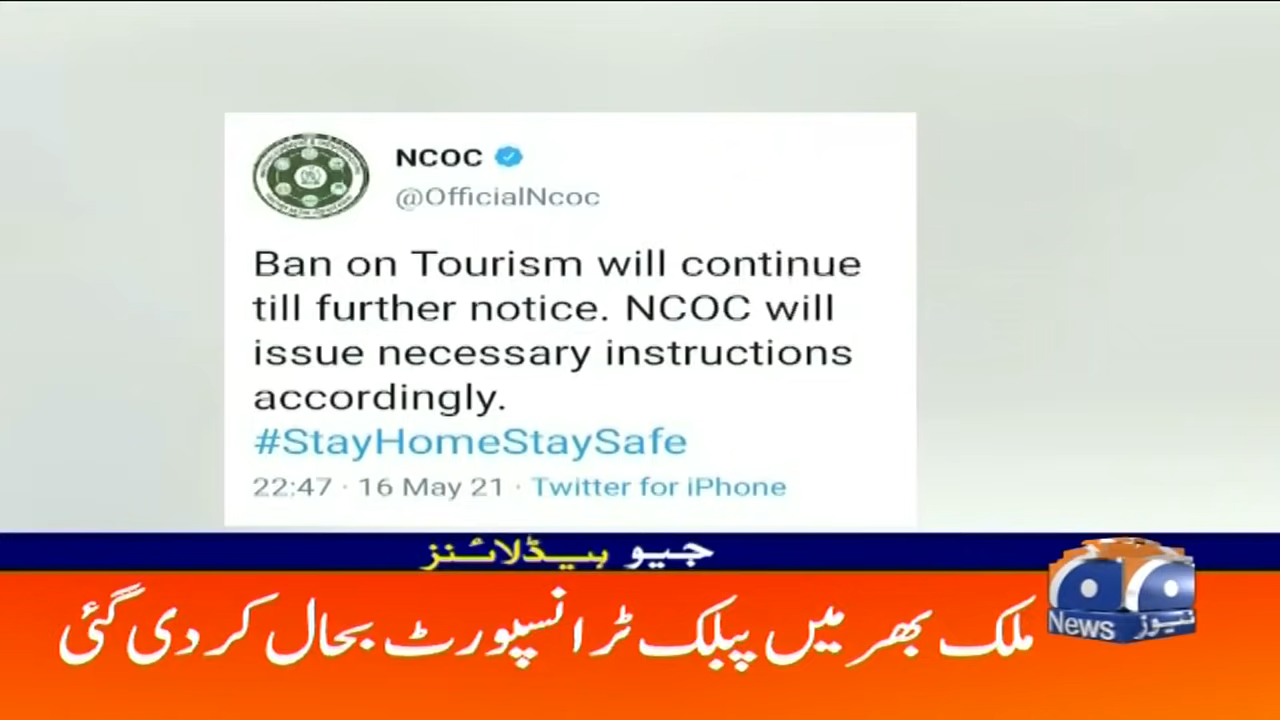 NCOC
@OfficialNcoc
Ban on Tourism will continue
till further notice. NCOC will
issue necessary instructions
accordingly.
#StayHomeStaySafe
22:47 · 16 May 21 · Twitter for iPhone
جیو ہیڈلائنز
ملک بھر میں پبلک ٹرانسپورٹ بحال کر دی گئی
News نیوز